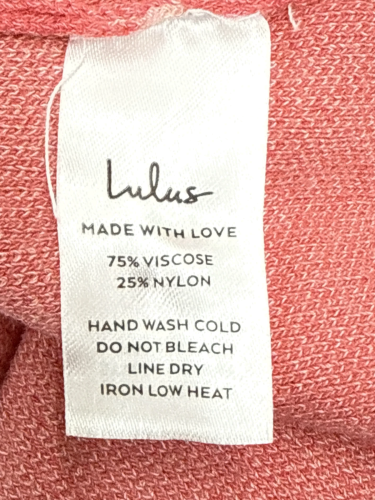 Lulus
MADE WITH LOVE
75% VISCOSE
25% NYLON
HAND WASH COLD
DO NOT BLEACH
LINE DRY
IRON LOW HEAT